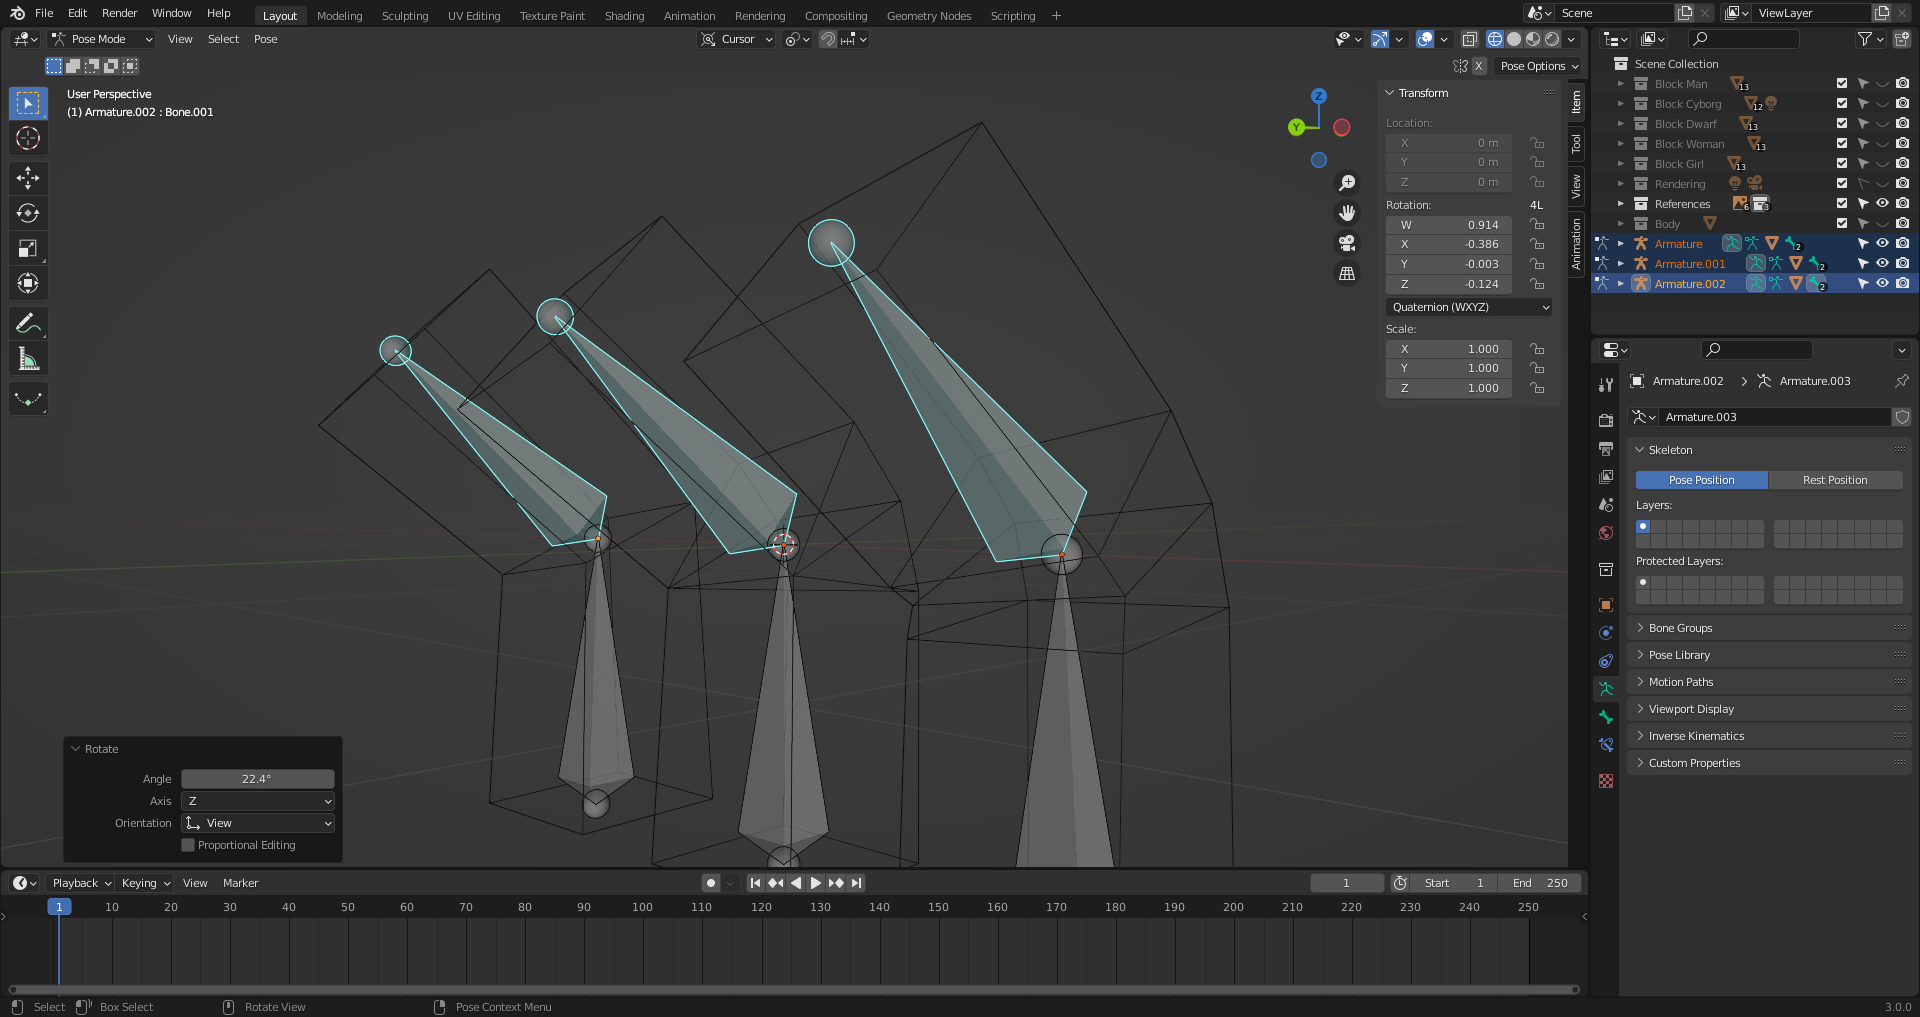 File Edit Render Window Help Layout Modeling Sculpting UV Editing Texture Paint Shading Animation Rendering Compositing Geometry Nodes Scripting + Scene ViewLayer
Pose Mode View Select Pose Cursor
X Pose Options
User Perspective
(1) Armature.002 : Bone.001
Z
Y
Transform
Location:
X 0 m
Y 0 m
Z 0 m
Rotation: 4L
W 0.914
X -0.386
Y -0.003
Z -0.124
Quaternion (WXYZ)
Scale:
X 1.000
Y 1.000
Z 1.000
Item
Tool
View
Animation
Scene Collection
Block Man 13
Block Cyborg 12
Block Dwarf 13
Block Woman 13
Block Girl 13
Rendering
References 6 3
Body
Armature 2
Armature.001 2
Armature.002 2
Armature.002 > Armature.003
Armature.003
Skeleton
Pose Position Rest Position
Layers:
Protected Layers:
Bone Groups
Pose Library
Motion Paths
Viewport Display
Inverse Kinematics
Custom Properties
Rotate
Angle 22.4°
Axis Z
Orientation View
Proportional Editing
Playback Keying View Marker 1 Start 1 End 250
1 10 20 30 40 50 60 70 80 90 100 110 120 130 140 150 160 170 180 190 200 210 220 230 240 250
Select Box Select Rotate View Pose Context Menu 3.0.0